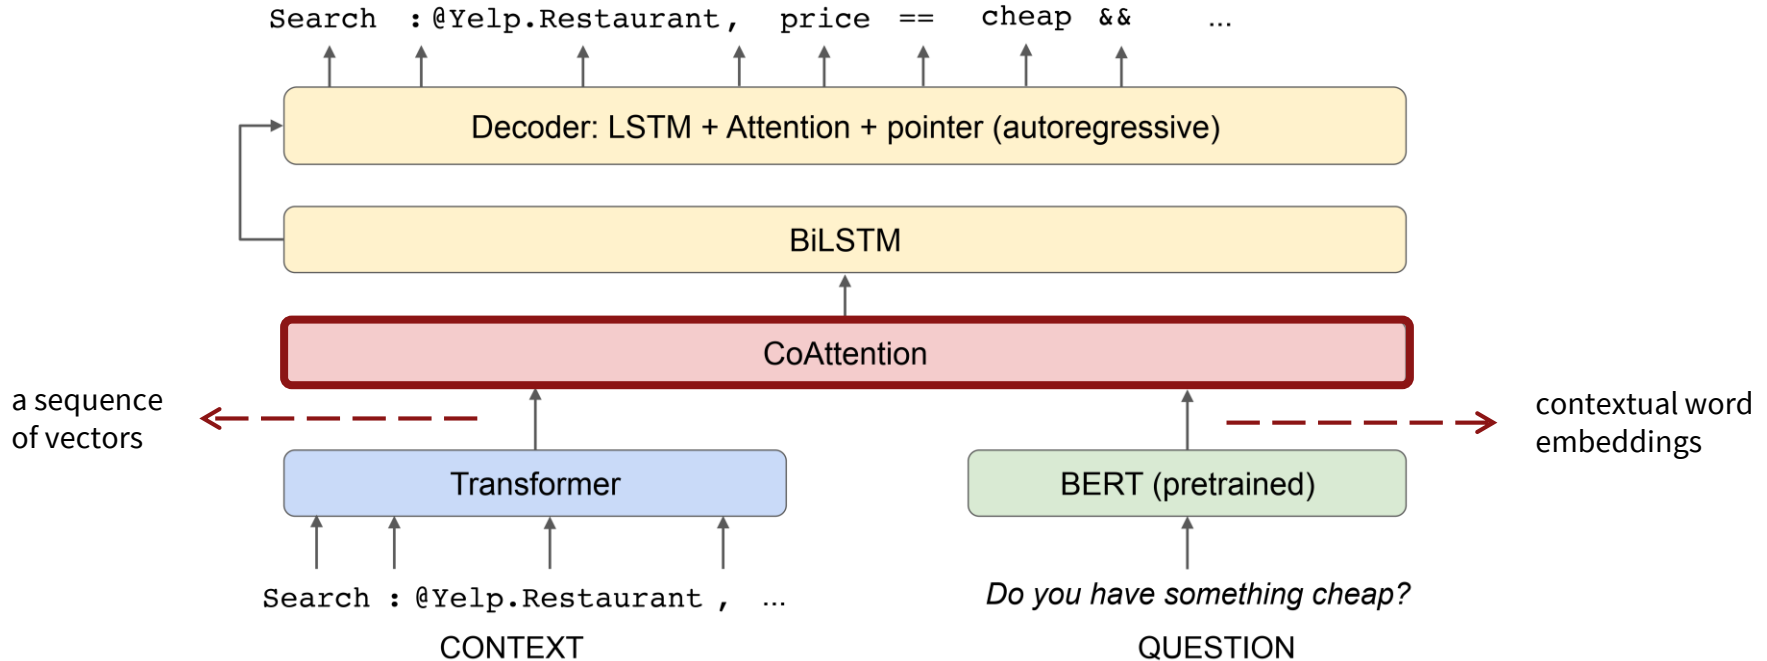 Search : @Yelp.Restaurant, price == cheap && ...
Decoder: LSTM + Attention + pointer (autoregressive)
BiLSTM
CoAttention
a sequence
of vectors
contextual word
embeddings
Transformer
BERT (pretrained)
Search : @Yelp.Restaurant , ...
Do you have something cheap?
CONTEXT
QUESTION